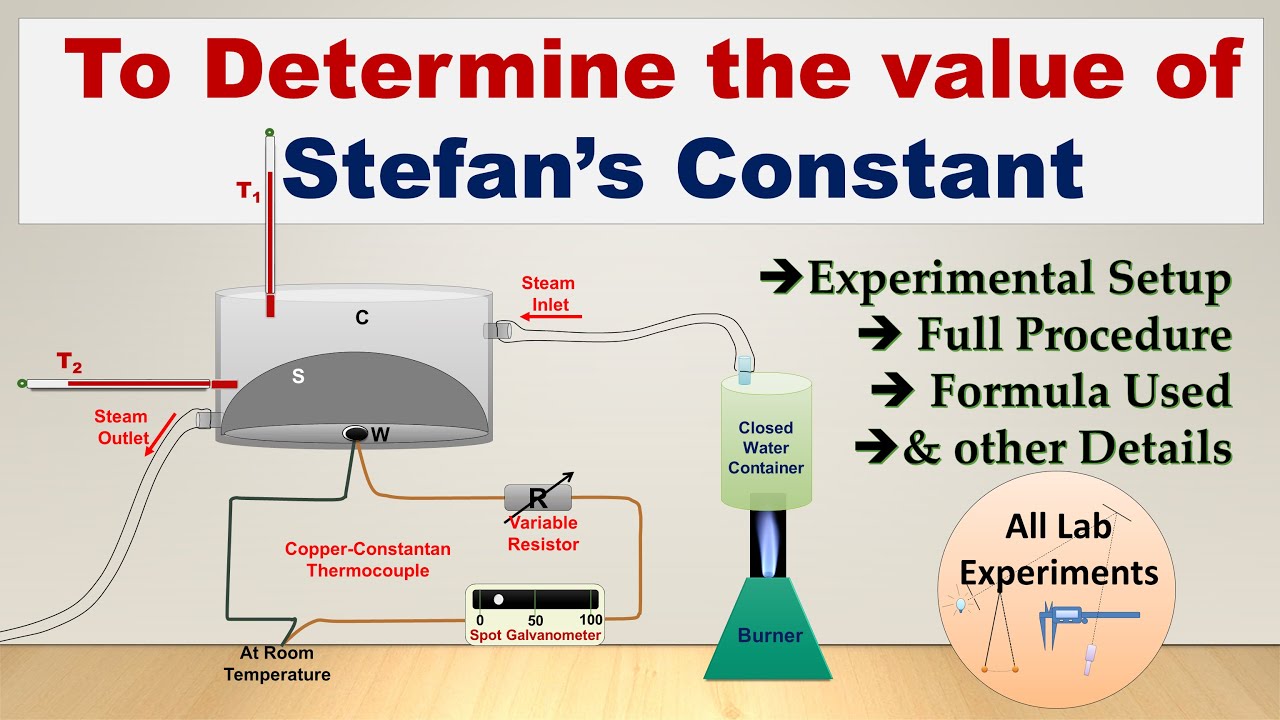 To Determine the value of
Stefan’s Constant
T1
T2
Steam
Inlet
C
S
W
Steam
Outlet
R
Variable
Resistor
Copper-Constantan
Thermocouple
0 50 100
Spot Galvanometer
At Room
Temperature
Closed
Water
Container
Burner
➔Experimental Setup
➔ Full Procedure
➔ Formula Used
➔& other Details
All Lab
Experiments